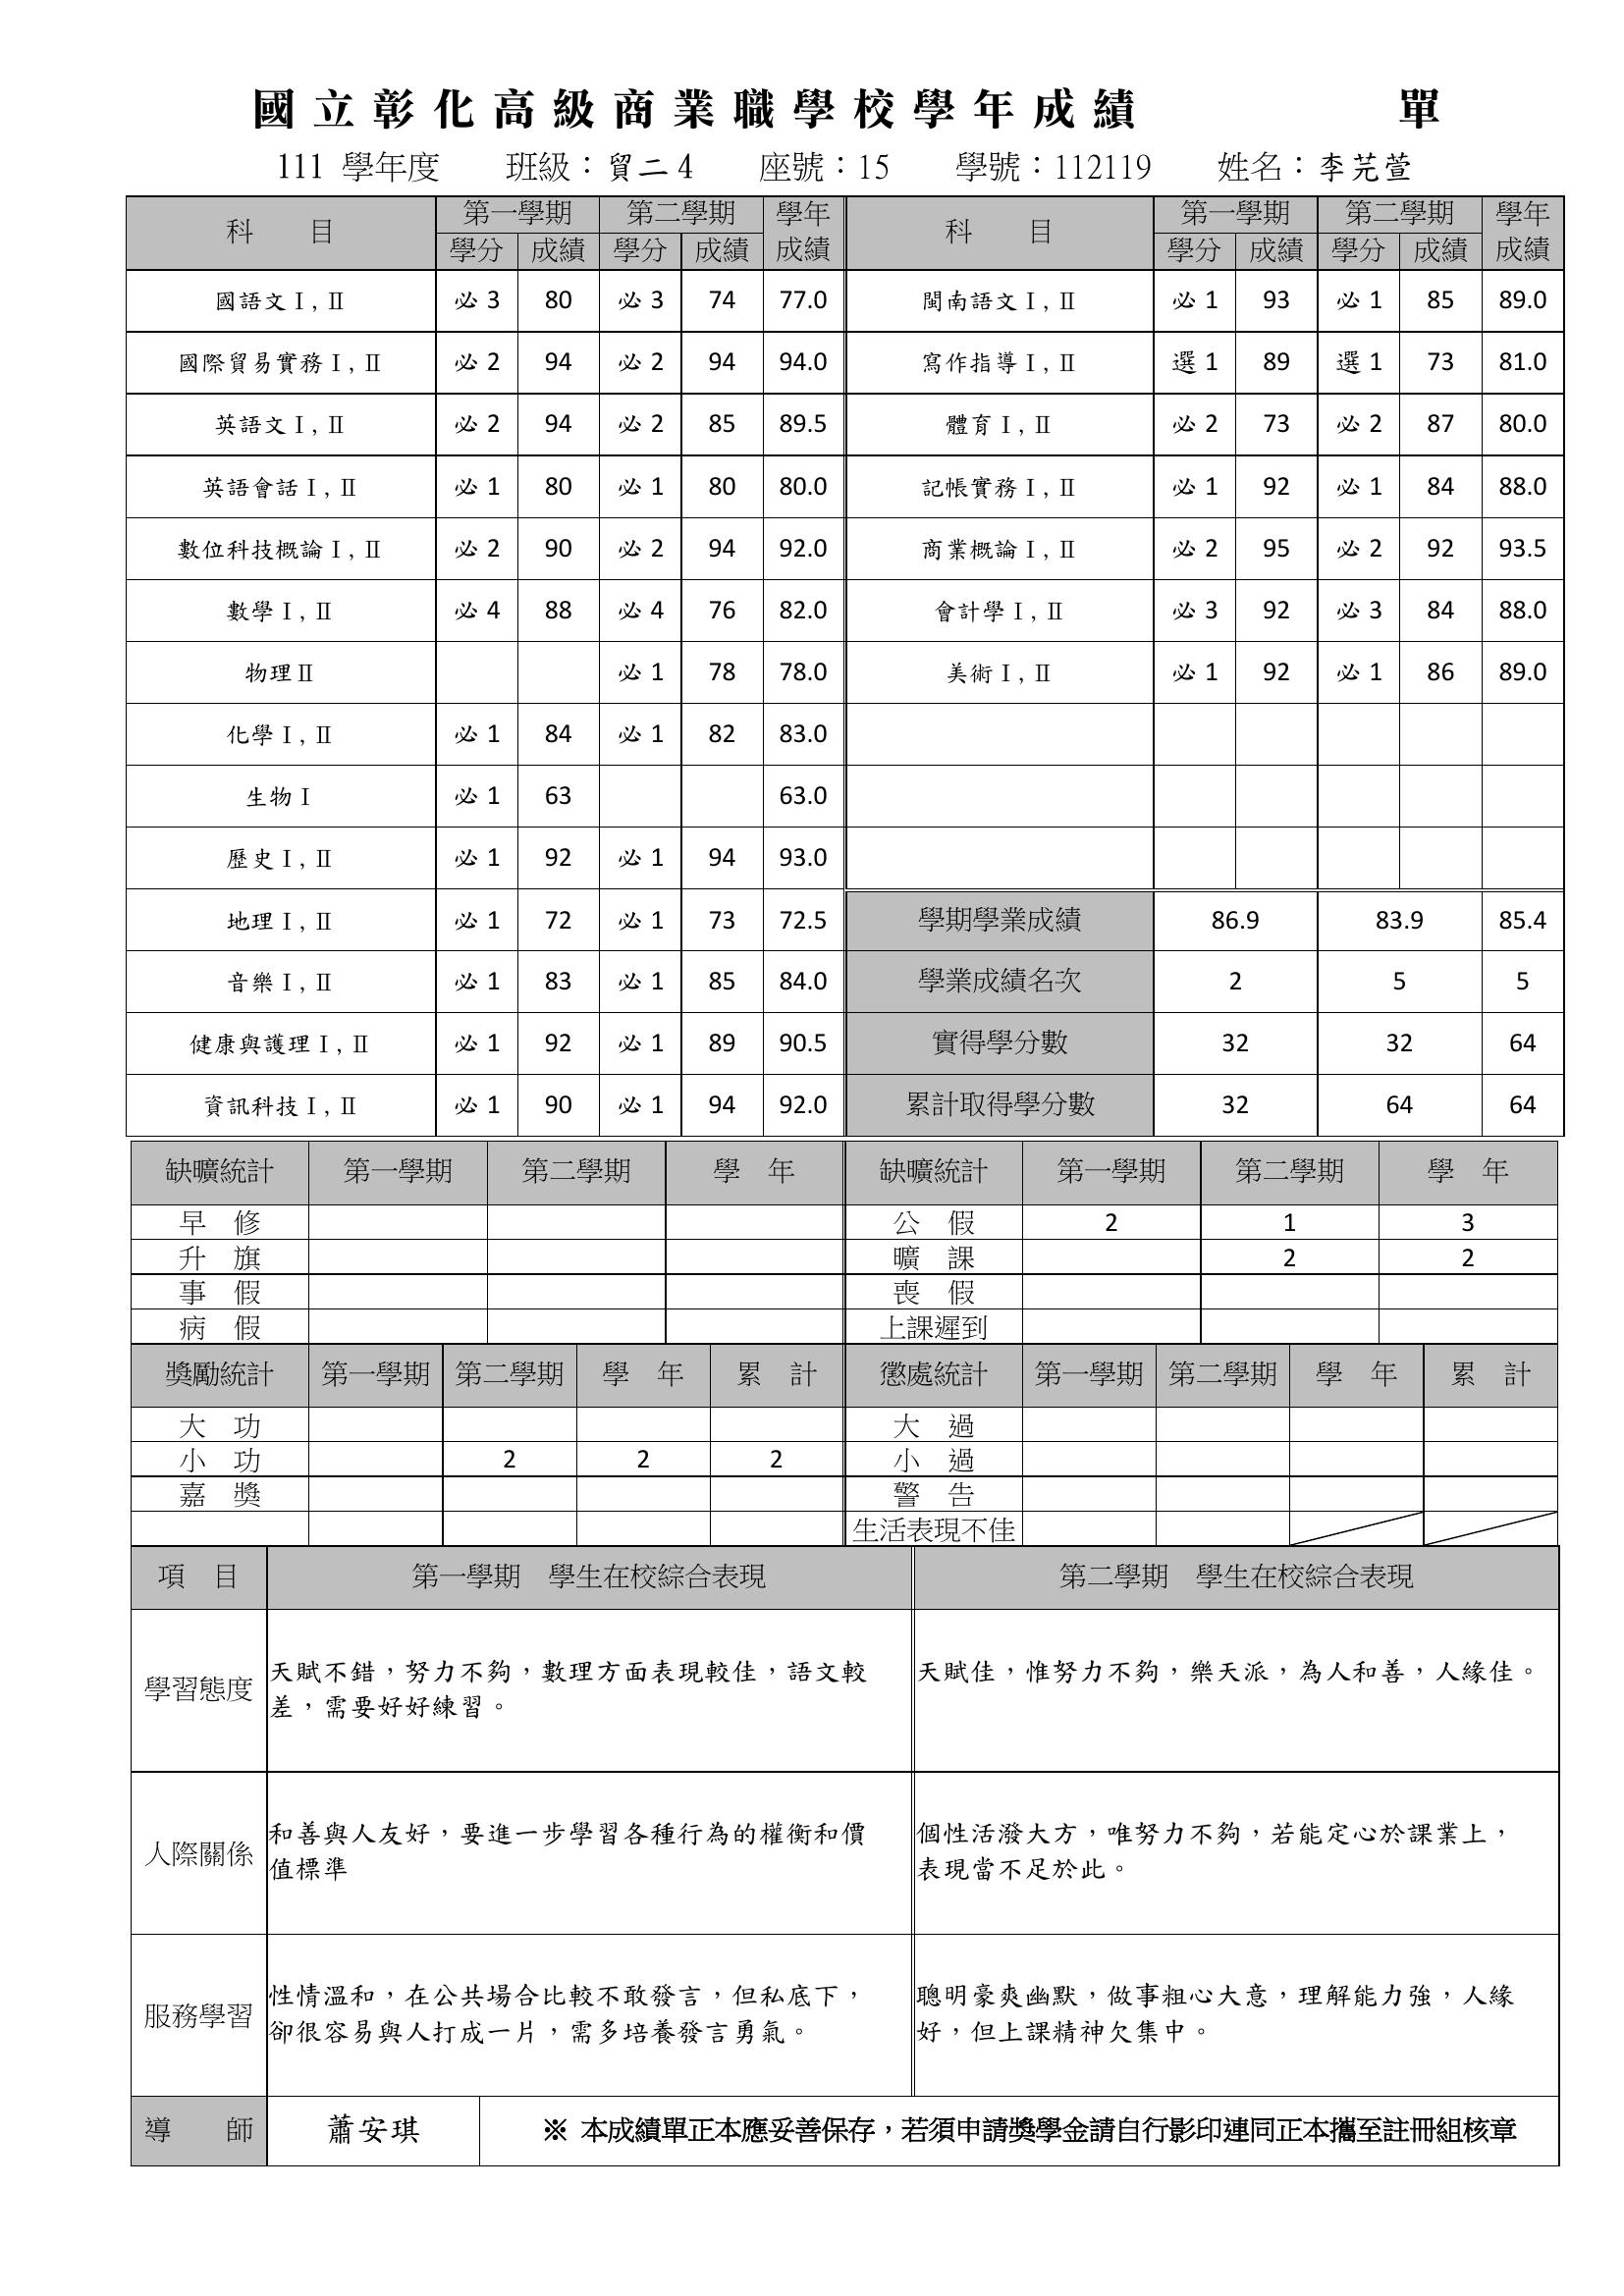 國立彰化高級商業職學校學年成績 單
111 學年度 班級：貿二4 座號：15 學號：112119 姓名：李芫萱
科 目 第一學期 第二學期 學年成績 科 目 第一學期 第二學期 學年成績
學分 成績 學分 成績 學分 成績 學分 成績
國語文Ⅰ,Ⅱ 必 3 80 必 3 74 77.0 閩南語文Ⅰ,Ⅱ 必 1 93 必 1 85 89.0
國際貿易實務Ⅰ,Ⅱ 必 2 94 必 2 94 94.0 寫作指導Ⅰ,Ⅱ 選 1 89 選 1 73 81.0
英語文Ⅰ,Ⅱ 必 2 94 必 2 85 89.5 體育Ⅰ,Ⅱ 必 2 73 必 2 87 80.0
英語會話Ⅰ,Ⅱ 必 1 80 必 1 80 80.0 記帳實務Ⅰ,Ⅱ 必 1 92 必 1 84 88.0
數位科技概論Ⅰ,Ⅱ 必 2 90 必 2 94 92.0 商業概論Ⅰ,Ⅱ 必 2 95 必 2 92 93.5
數學Ⅰ,Ⅱ 必 4 88 必 4 76 82.0 會計學Ⅰ,Ⅱ 必 3 92 必 3 84 88.0
物理Ⅱ 必 1 78 78.0 美術Ⅰ,Ⅱ 必 1 92 必 1 86 89.0
化學Ⅰ,Ⅱ 必 1 84 必 1 82 83.0
生物Ⅰ 必 1 63 63.0
歷史Ⅰ,Ⅱ 必 1 92 必 1 94 93.0
地理Ⅰ,Ⅱ 必 1 72 必 1 73 72.5 學期學業成績 86.9 83.9 85.4
音樂Ⅰ,Ⅱ 必 1 83 必 1 85 84.0 學業成績名次 2 5 5
健康與護理Ⅰ,Ⅱ 必 1 92 必 1 89 90.5 實得學分數 32 32 64
資訊科技Ⅰ,Ⅱ 必 1 90 必 1 94 92.0 累計取得學分數 32 64 64
缺曠統計 第一學期 第二學期 學 年 缺曠統計 第一學期 第二學期 學 年
早 修 公 假 2 1 3
升 旗 曠 課 2 2
事 假 喪 假
病 假 上課遲到
獎勵統計 第一學期 第二學期 學 年 累 計 懲處統計 第一學期 第二學期 學 年 累 計
大 功 大 過
小 功 2 2 2 小 過
嘉 獎 警 告
生活表現不佳
項 目 第一學期 學生在校綜合表現 第二學期 學生在校綜合表現
學習態度
天賦不錯，努力不夠，數理方面表現較佳，語文較
差，需要好好練習。
天賦佳，惟努力不夠，樂天派，為人和善，人緣佳。
人際關係
和善與人友好，要進一步學習各種行為的權衡和價
值標準
個性活潑大方，唯努力不夠，若能定心於課業上，
表現當不足於此。
服務學習
性情溫和，在公共場合比較不敢發言，但私底下，
卻很容易與人打成一片，需多培養發言勇氣。
聰明豪爽幽默，做事粗心大意，理解能力強，人緣
好，但上課精神欠集中。
導 師 蕭安琪 ※ 本成績單正本應妥善保存，若須申請獎學金請自行影印連同正本攜至註冊組核章